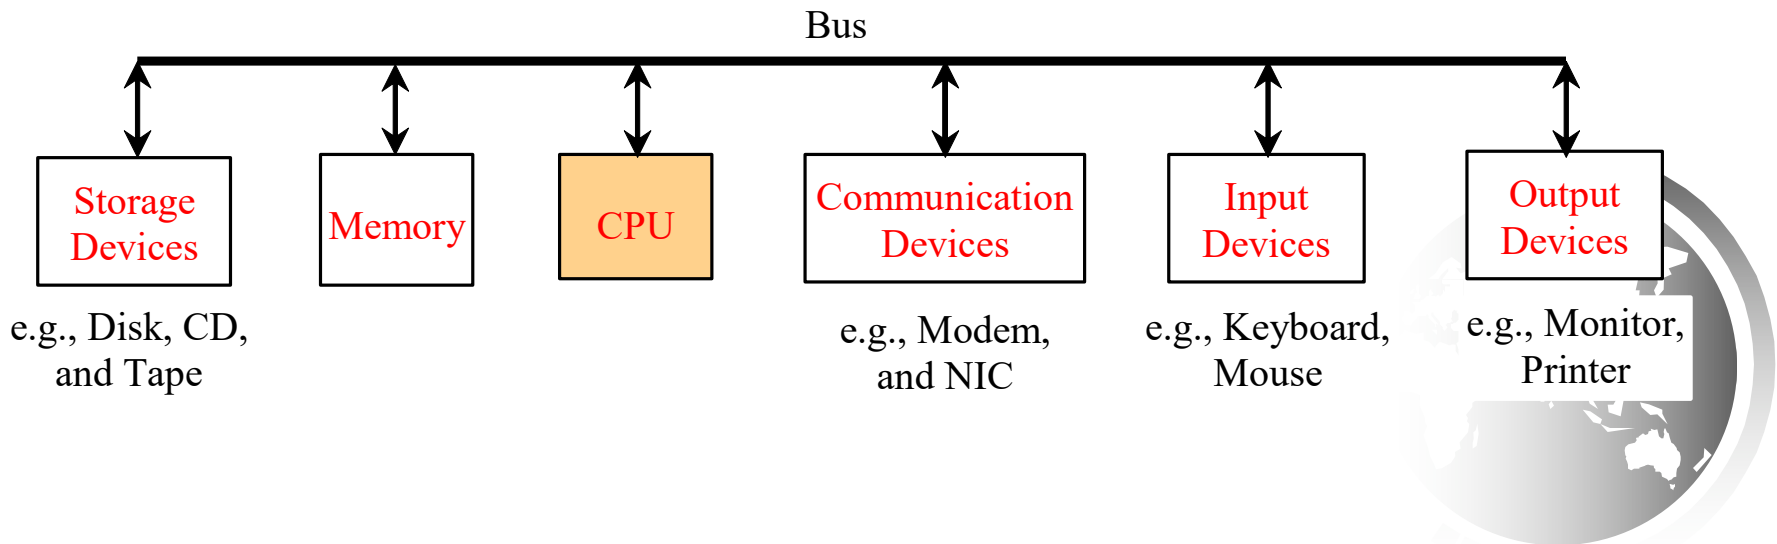 Bus
Storage
Devices
Memory
CPU
Communication
Devices
Input
Devices
Output
Devices
e.g., Disk, CD,
and Tape
e.g., Modem,
and NIC
e.g., Keyboard,
Mouse
e.g., Monitor,
Printer